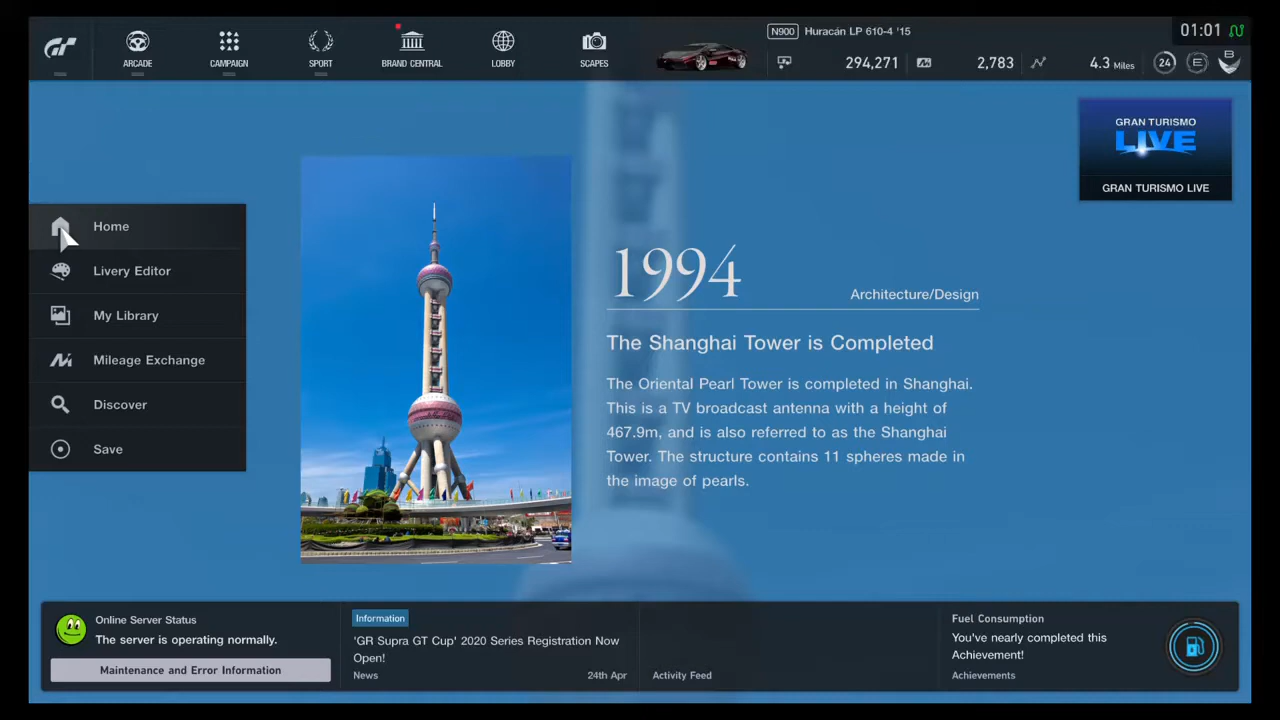 ARCADE
CAMPAIGN
SPORT
BRAND CENTRAL
LOBBY
SCAPES
N900 Huracán LP 610-4 '15
294,271
2,783
4.3 Miles
24
E
B
01:01
GRAN TURISMO
LIVE
GRAN TURISMO LIVE
Home
Livery Editor
My Library
Mileage Exchange
Discover
Save
1994
Architecture/Design
The Shanghai Tower is Completed
The Oriental Pearl Tower is completed in Shanghai.
This is a TV broadcast antenna with a height of
467.9m, and is also referred to as the Shanghai
Tower. The structure contains 11 spheres made in
the image of pearls.
Online Server Status
The server is operating normally.
Maintenance and Error Information
Information
'GR Supra GT Cup' 2020 Series Registration Now
Open!
News 24th Apr
Activity Feed
Fuel Consumption
You've nearly completed this
Achievement!
Achievements